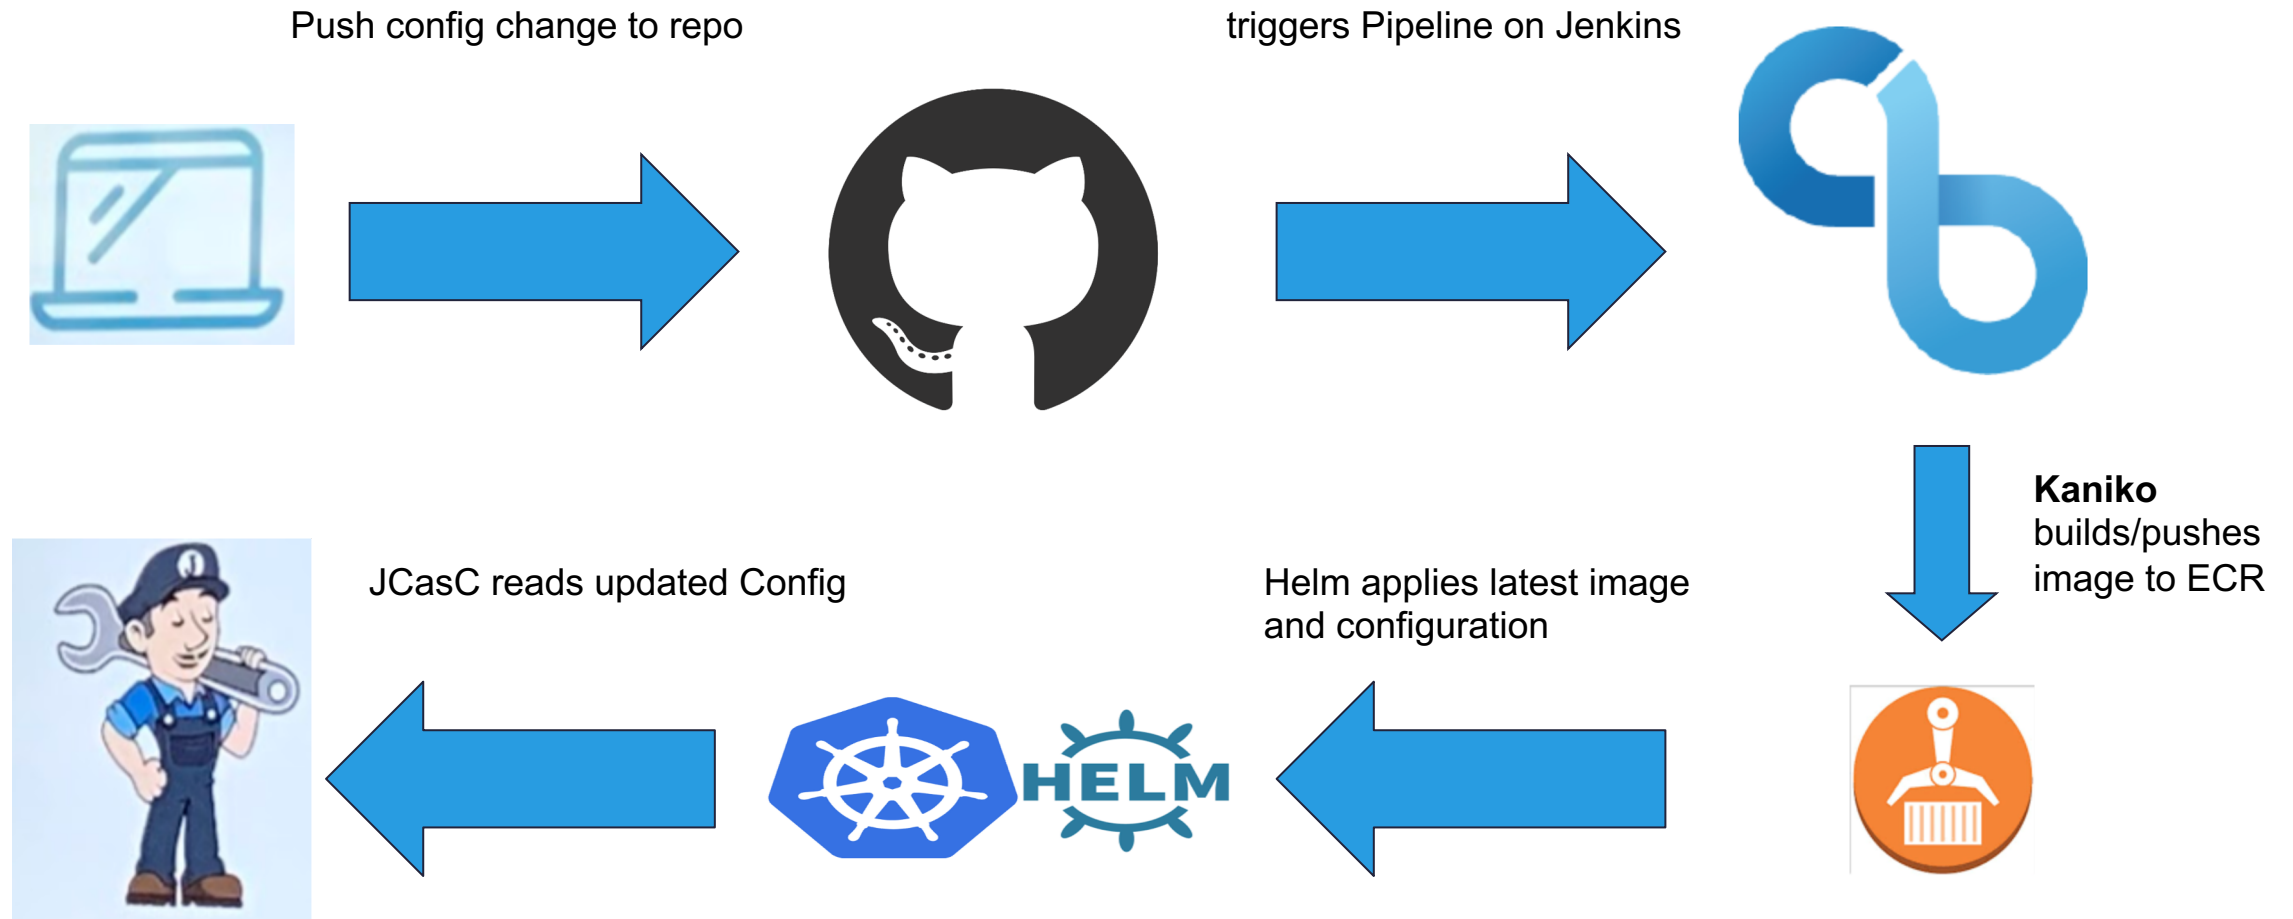 Push config change to repo
triggers Pipeline on Jenkins
Kaniko
builds/pushes
image to ECR
JCasC reads updated Config
Helm applies latest image
and configuration
J
HELM